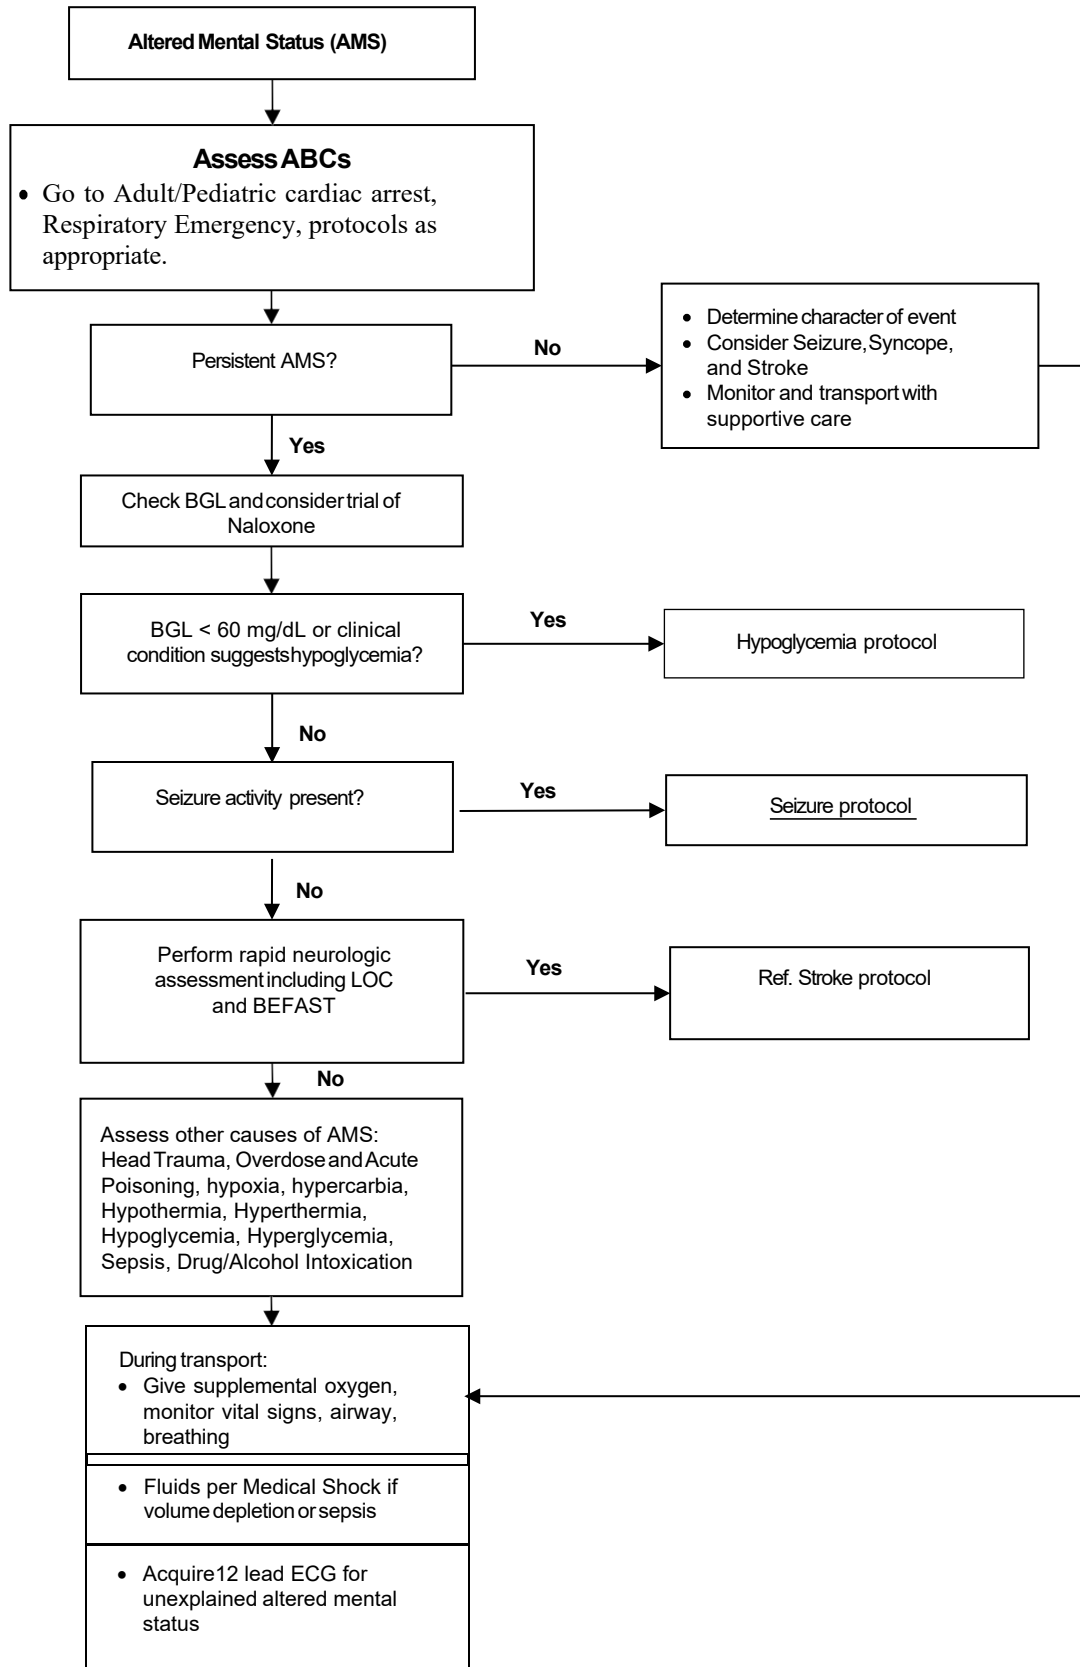 Altered Mental Status (AMS)
Assess ABCs
• Go to Adult/Pediatric cardiac arrest,
Respiratory Emergency, protocols as
appropriate.
Persistent AMS?
No
• Determine character of event
• Consider Seizure, Syncope,
and Stroke
• Monitor and transport with
supportive care
Yes
Check BGL and consider trial of
Naloxone
BGL < 60 mg/dL or clinical
condition suggests hypoglycemia?
Yes
Hypoglycemia protocol
No
Seizure activity present?
Yes
Seizure protocol
No
Perform rapid neurologic
assessment including LOC
and BEFAST
Yes
Ref. Stroke protocol
No
Assess other causes of AMS:
Head Trauma, Overdose and Acute
Poisoning, hypoxia, hypercarbia,
Hypothermia, Hyperthermia,
Hypoglycemia, Hyperglycemia,
Sepsis, Drug/Alcohol Intoxication
During transport:
• Give supplemental oxygen,
monitor vital signs, airway,
breathing
• Fluids per Medical Shock if
volume depletion or sepsis
• Acquire 12 lead ECG for
unexplained altered mental
status